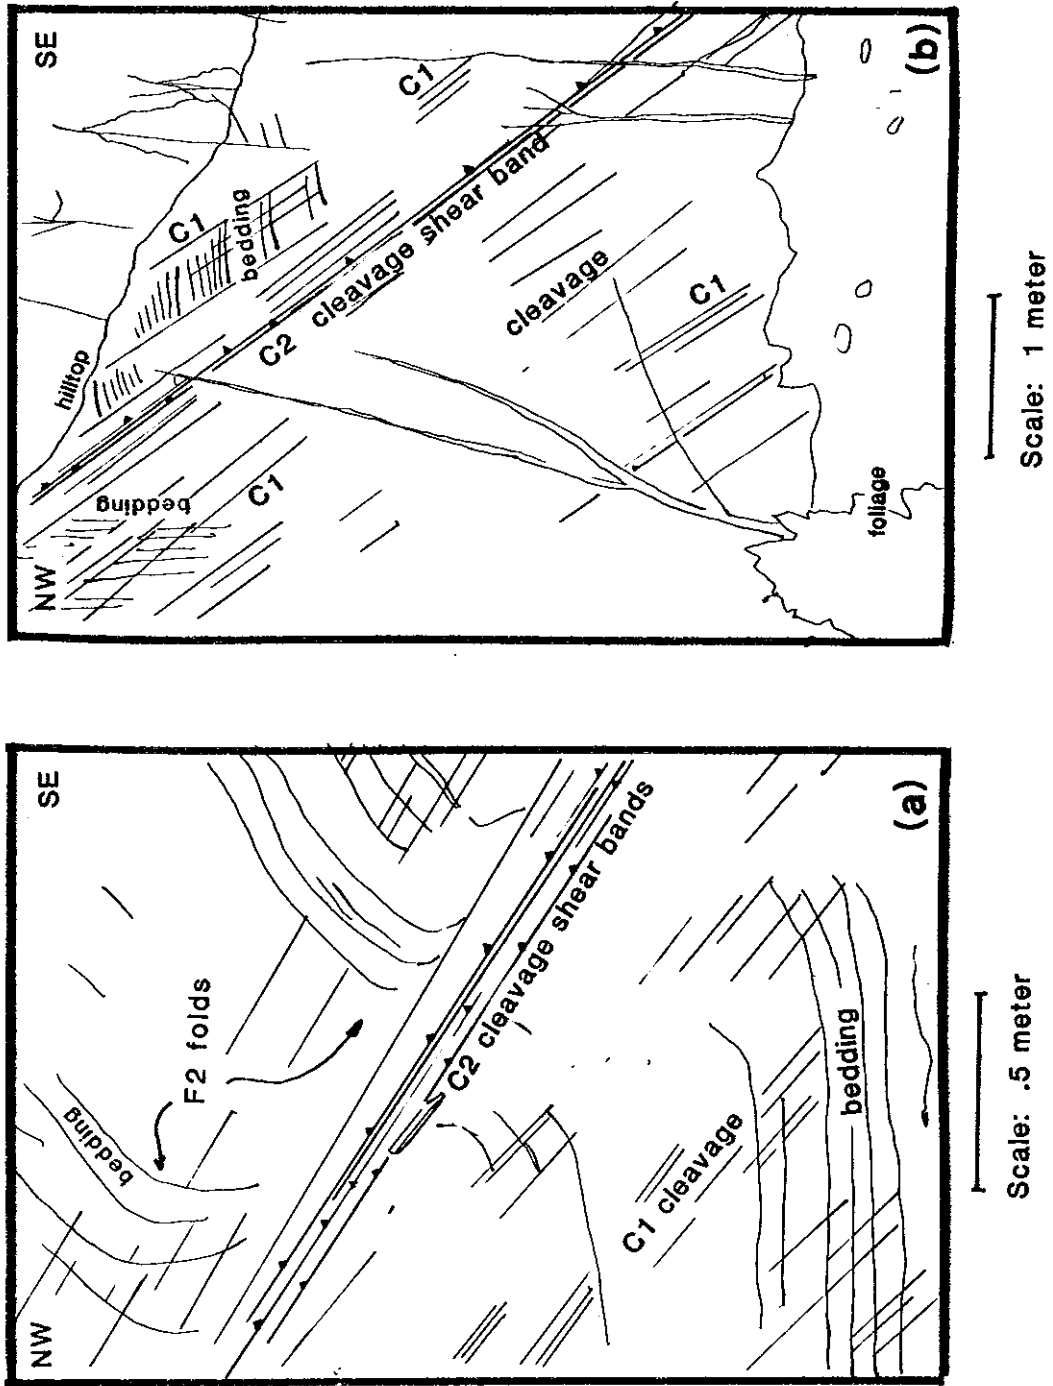 NW
SE
bedding
F2 folds
C2 cleavage shear bands
C1 cleavage
bedding
(a)
Scale: .5 meter
NW
SE
hilltop
bedding
C1
C1
bedding
C1
C2 cleavage shear band
cleavage
C1
foliage
(b)
Scale: 1 meter